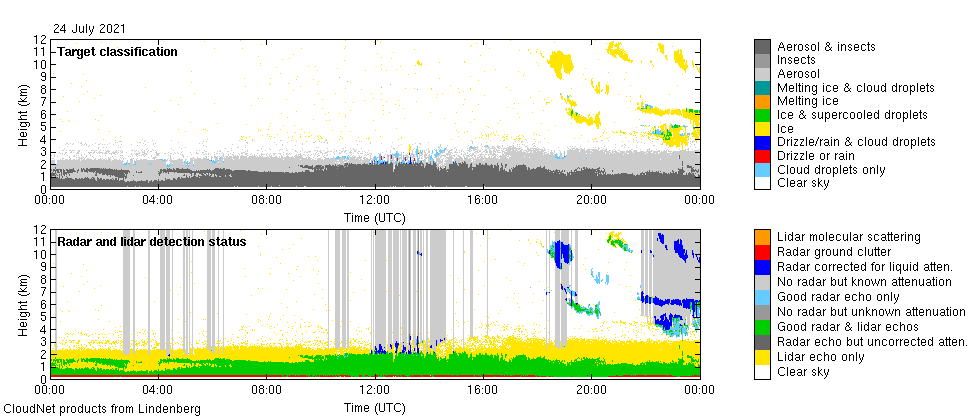 24 July 2021
Target classification
Height (km)
12
11
10
9
8
7
6
5
4
3
2
1
0
00:00 04:00 08:00 12:00 16:00 20:00 00:00
Time (UTC)
Aerosol & insects
Insects
Aerosol
Melting ice & cloud droplets
Melting ice
Ice & supercooled droplets
Ice
Drizzle/rain & cloud droplets
Drizzle or rain
Cloud droplets only
Clear sky
Radar and lidar detection status
Height (km)
12
11
10
9
8
7
6
5
4
3
2
1
0
00:00 04:00 08:00 12:00 16:00 20:00 00:00
Time (UTC)
Lidar molecular scattering
Radar ground clutter
Radar corrected for liquid atten.
No radar but known attenuation
Good radar echo only
No radar but unknown attenuation
Good radar & lidar echos
Radar echo but uncorrected atten.
Lidar echo only
Clear sky
CloudNet products from Lindenberg